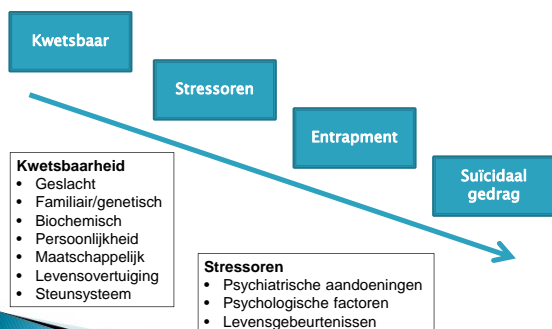 Kwetsbaar
Stressoren
Entrapment
Suïcidaal
gedrag
Kwetsbaarheid
• Geslacht
• Familiair/genetisch
• Biochemisch
• Persoonlijkheid
• Maatschappelijk
• Levensovertuiging
• Steunsysteem
Stressoren
• Psychiatrische aandoeningen
• Psychologische factoren
• Levensgebeurtenissen